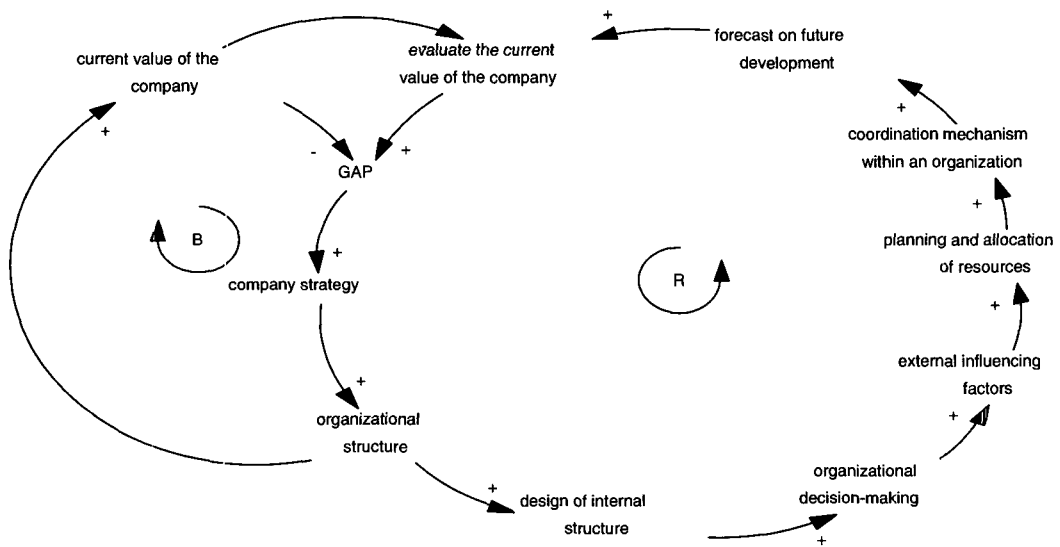 current value of the
company
+
evaluate the current
value of the company
+
forecast on future
development
+
coordination mechanism
within an organization
+
planning and allocation
of resources
+
external influencing
factors
+
organizational
decision-making
+
design of internal
structure
+
organizational
structure
+
company strategy
+
GAP
-
+
B
R
+